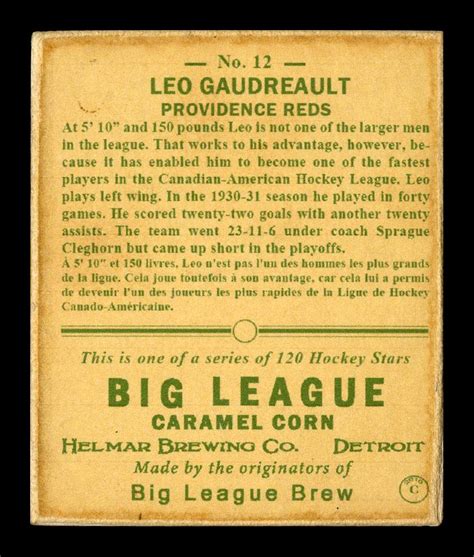 — No. 12 —
LEO GAUDREAULT
PROVIDENCE REDS
At 5' 10" and 150 pounds Leo is not one of the larger men
in the league. That works to his advantage, however, be-
cause it has enabled him to become one of the fastest
players in the Canadian-American Hockey League. Leo
plays left wing. In the 1930-31 season he played in forty
games. He scored twenty-two goals with another twenty
assists. The team went 23-11-6 under coach Sprague
Cleghorn but came up short in the playoffs.
À 5' 10" et 150 livres, Leo n'est pas l'un des hommes les plus grands
de la ligue. Cela joue toutefois à son avantage, car cela lui a permis
de devenir l'un des joueurs les plus rapides de la Ligue de Hockey
Canado-Américaine.
This is one of a series of 120 Hockey Stars
BIG LEAGUE
CARAMEL CORN
HELMAR BREWING CO. DETROIT
Made by the originators of
Big League Brew
C